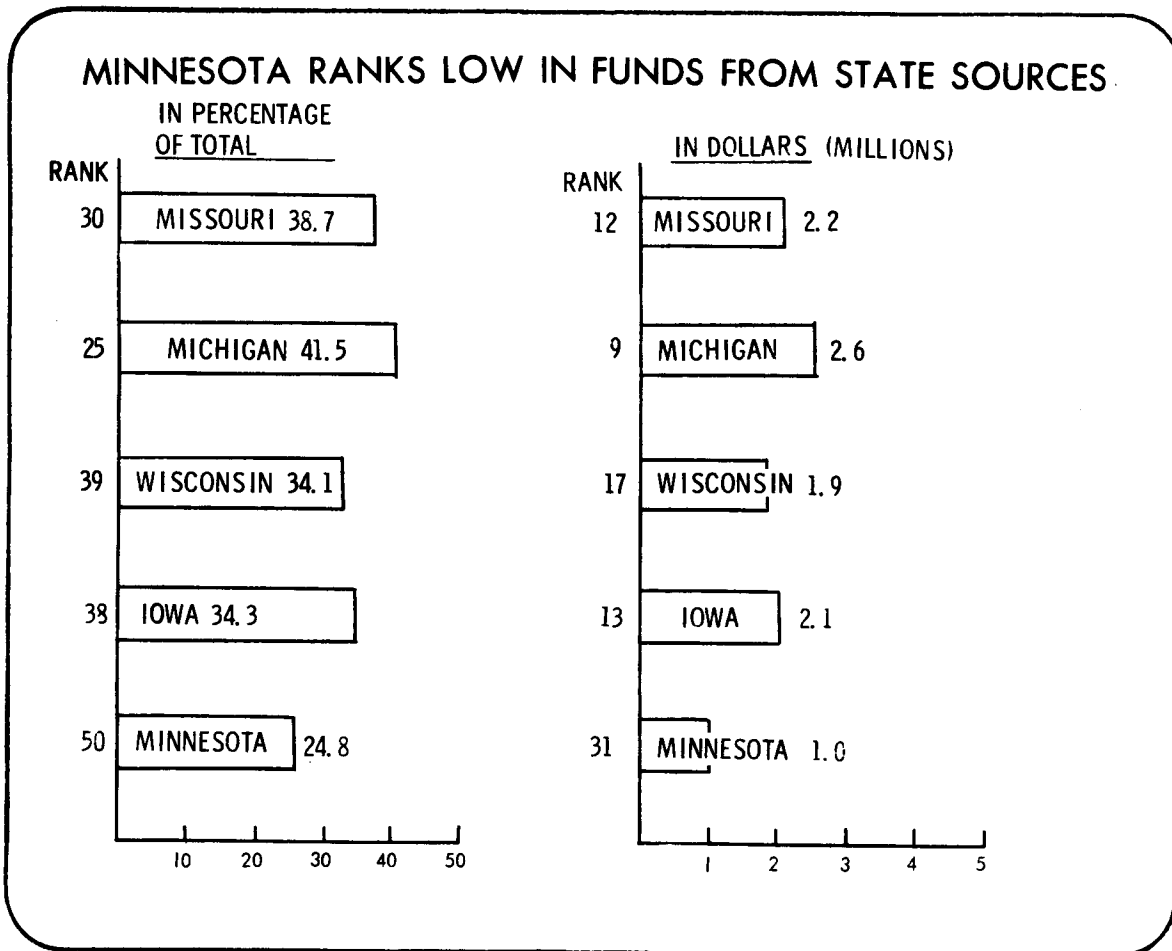 MINNESOTA RANKS LOW IN FUNDS FROM STATE SOURCES
IN PERCENTAGE
OF TOTAL
RANK
30 MISSOURI 38.7
25 MICHIGAN 41.5
39 WISCONSIN 34.1
38 IOWA 34.3
50 MINNESOTA 24.8
10 20 30 40 50
IN DOLLARS (MILLIONS)
RANK
12 MISSOURI 2.2
9 MICHIGAN 2.6
17 WISCONSIN 1.9
13 IOWA 2.1
31 MINNESOTA 1.0
1 2 3 4 5